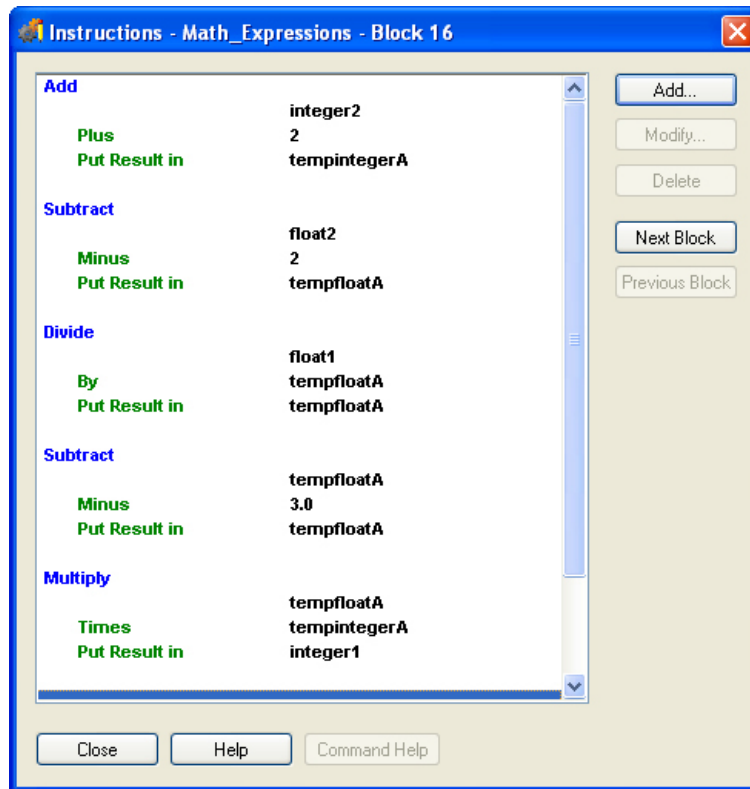 Instructions - Math_Expressions - Block 16
Add
integer2
Plus 2
Put Result in tempintegerA
Subtract
float2
Minus 2
Put Result in tempfloatA
Divide
float1
By tempfloatA
Put Result in tempfloatA
Subtract
tempfloatA
Minus 3.0
Put Result in tempfloatA
Multiply
tempfloatA
Times tempintegerA
Put Result in integer1
Add...
Modify...
Delete
Next Block
Previous Block
Close Help Command Help